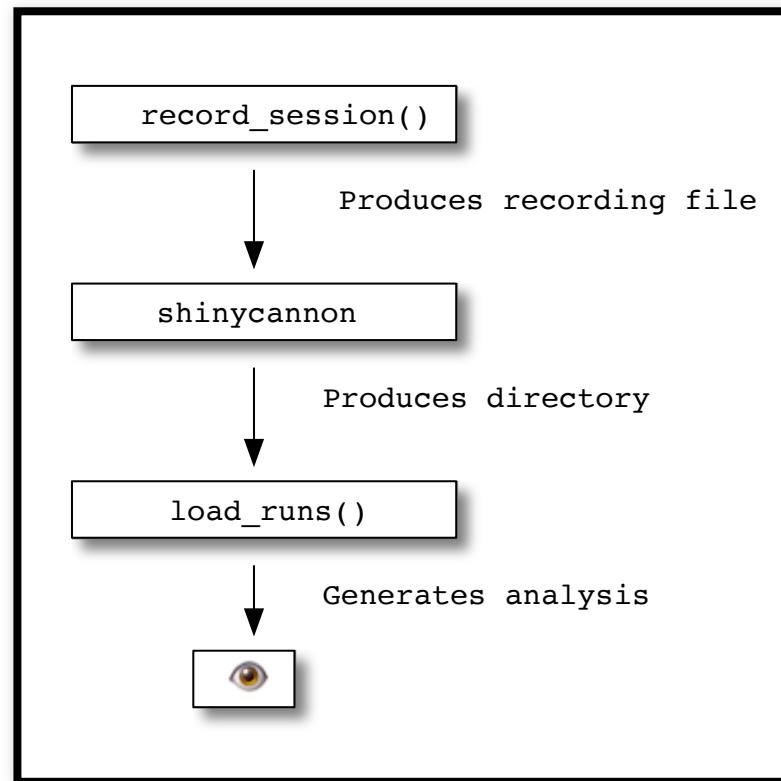 record_session()
Produces recording file
shinycannon
Produces directory
load_runs()
Generates analysis